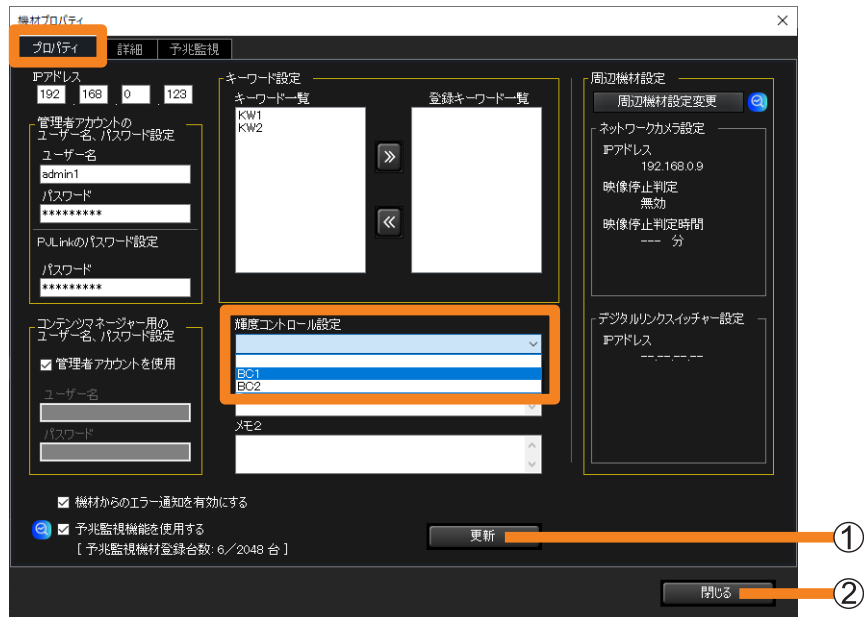 機材プロパティ
プロパティ 詳細 予兆監視
IPアドレス
192 . 168 . 0 . 123
管理者アカウントの
ユーザー名、パスワード設定
ユーザー名
admin1
パスワード
*********
PJLinkのパスワード設定
パスワード
*********
コンテンツマネージャー用の
ユーザー名、パスワード設定
管理者アカウントを使用
ユーザー名
パスワード
キーワード設定
キーワード一覧
KW1
KW2
登録キーワード一覧
輝度コントロール設定
BC1
BC2
メモ2
周辺機材設定
周辺機材設定変更
ネットワークカメラ設定
IPアドレス
192.168.0.9
映像停止判定
無効
映像停止判定時間
--- 分
デジタルリンクスイッチャー設定
IPアドレス
--.--.--.--
機材からのエラー通知を有効にする
予兆監視機能を使用する
[ 予兆監視機材登録台数: 6/2048 台 ]
更新
①
閉じる
②